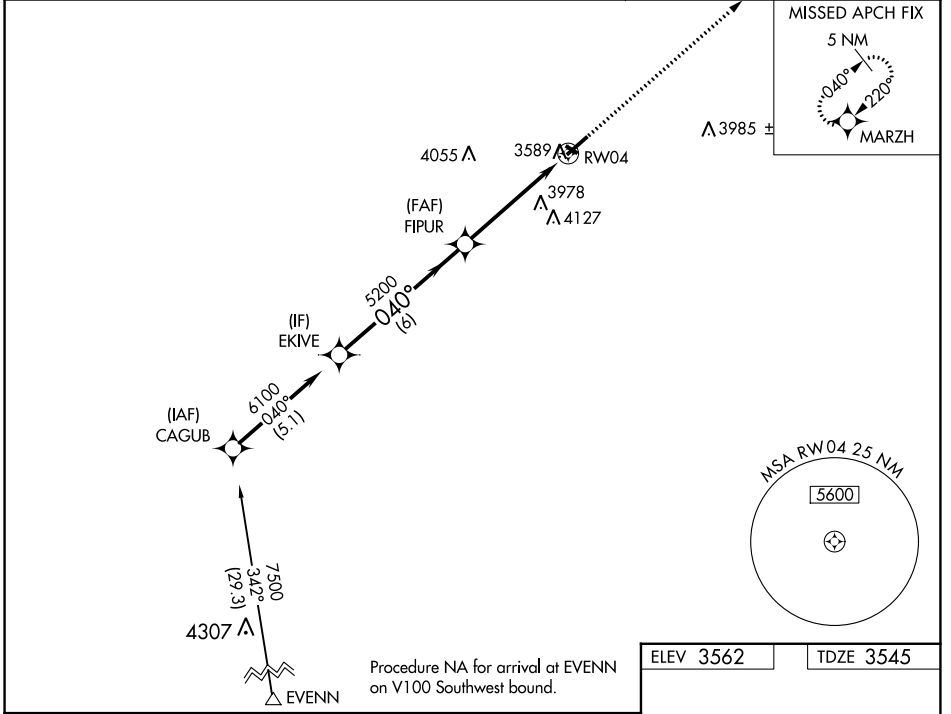 MISSED APCH FIX
5 NM
040°
220°
MARZH
3985 ±
4055
3589
RW04
3978
4127
(FAF)
FIPUR
5200
040°
(6)
(IF)
EKIVE
6100
040°
(5.1)
(IAF)
CAGUB
MSA RW04 25 NM
5600
7500
342°
(29.3)
4307
EVENN
Procedure NA for arrival at EVENN
on V100 Southwest bound.
ELEV 3562
TDZE 3545